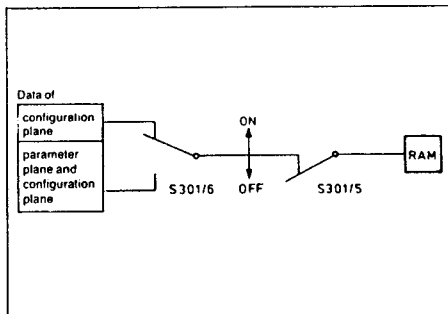 Data of
configuration
plane
parameter
plane and
configuration
plane
ON
OFF
S301/6
S301/5
RAM